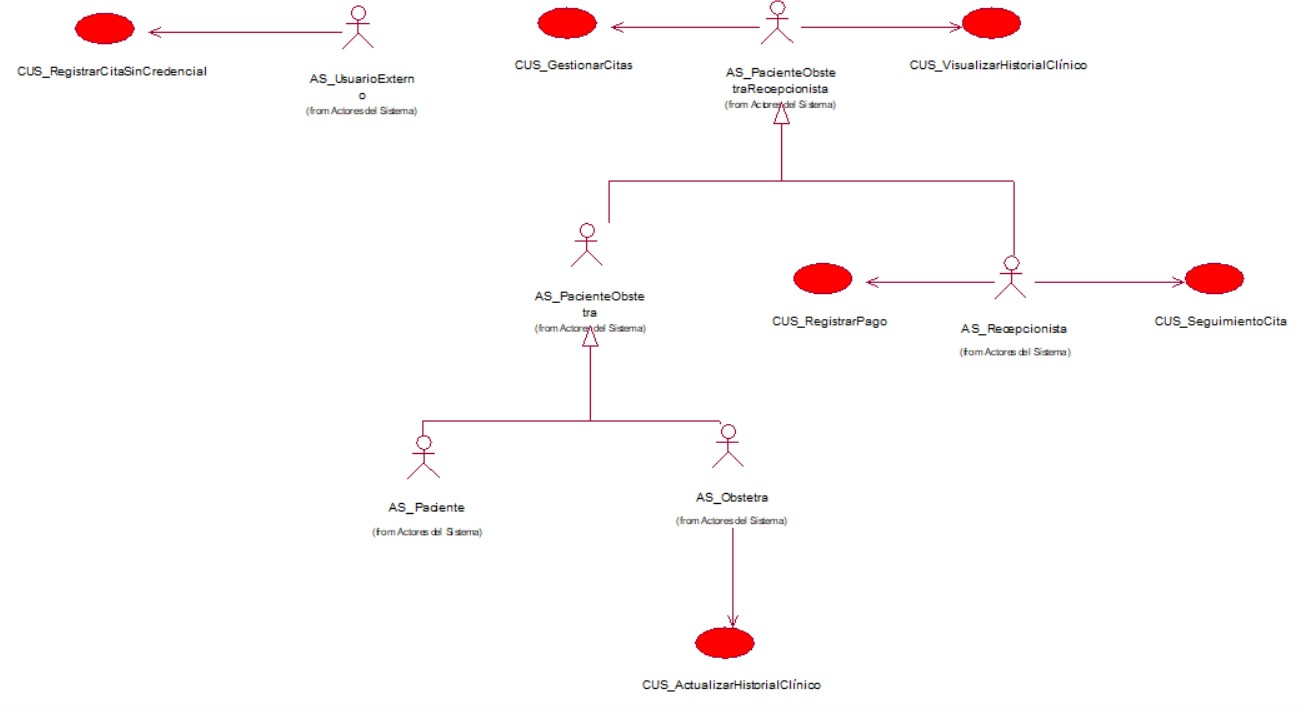 CUS_RegistrarCitaSinCredencial
AS_UsuarioExtern
o
(from Actores del Sistema)
CUS_GestionarCitas
AS_PacienteObste
traRecepcionista
(from Actores del Sistema)
CUS_VisualizarHistorialClínico
AS_PacienteObste
tra
(from Actores del Sistema)
CUS_RegistrarPago
AS_Recepcionista
(from Actores del Sistema)
CUS_SeguimientoCita
AS_Paciente
(from Actores del Sistema)
AS_Obstetra
(from Actores del Sistema)
CUS_ActualizarHistorialClínico